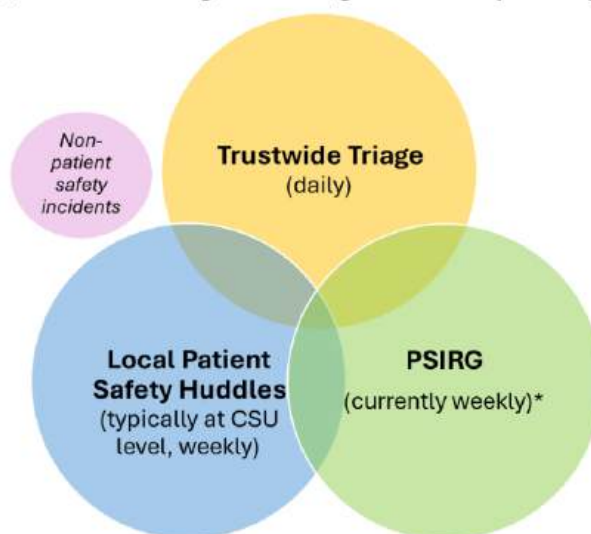 Non-
patient
safety
incidents
Trustwide Triage
(daily)
Local Patient
Safety Huddles
(typically at CSU
level, weekly)
PSIRG
(currently weekly)*